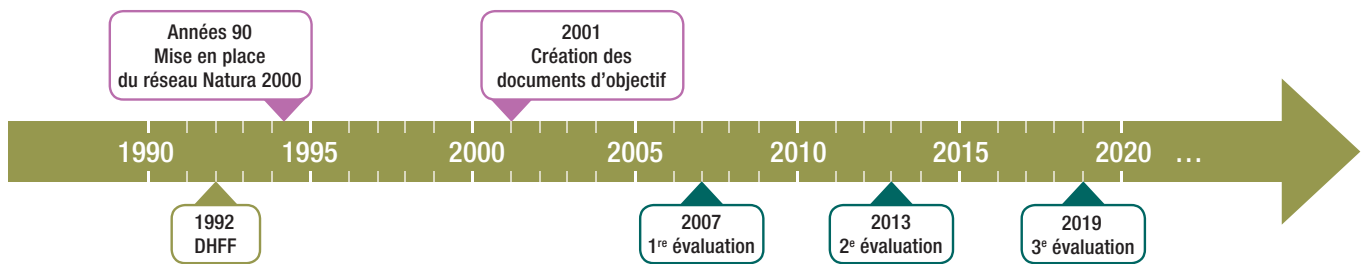 Années 90
Mise en place
du réseau Natura 2000
2001
Création des
documents d’objectif
1990 1995 2000 2005 2010 2015 2020 ...
1992
DHFF
2007
1re évaluation
2013
2e évaluation
2019
3e évaluation